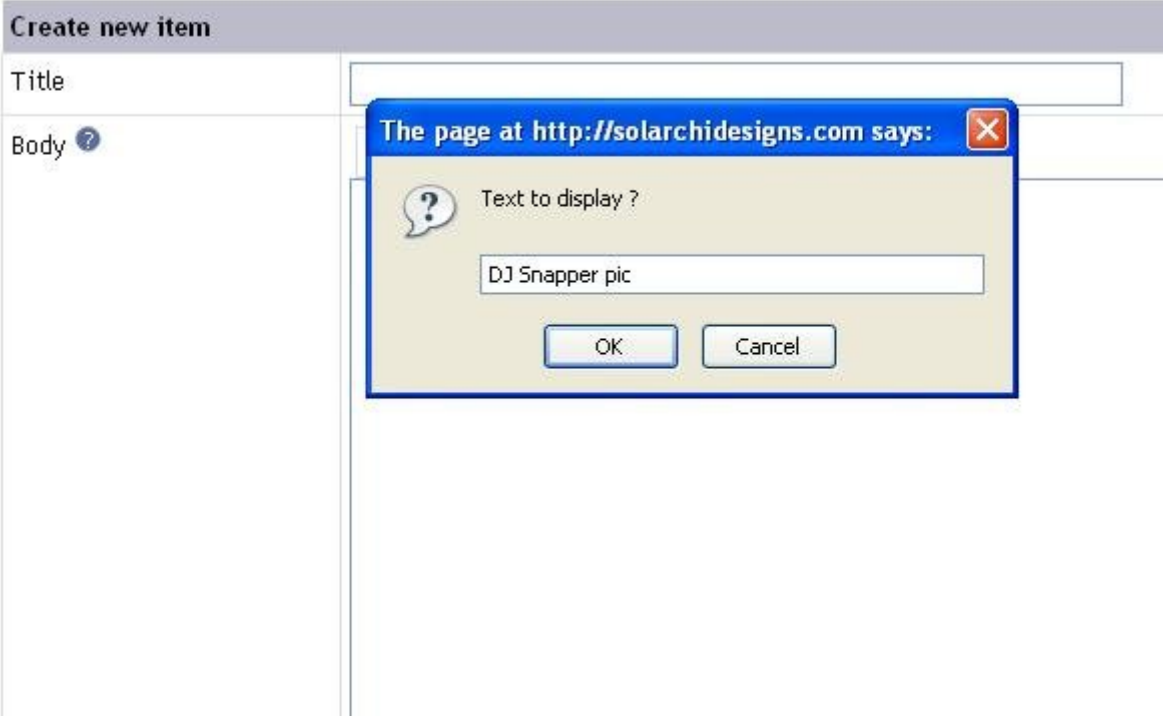 Create new item
Title
Body ?
The page at http://solarchidesigns.com says:
Text to display ?
DJ Snapper pic
OK
Cancel